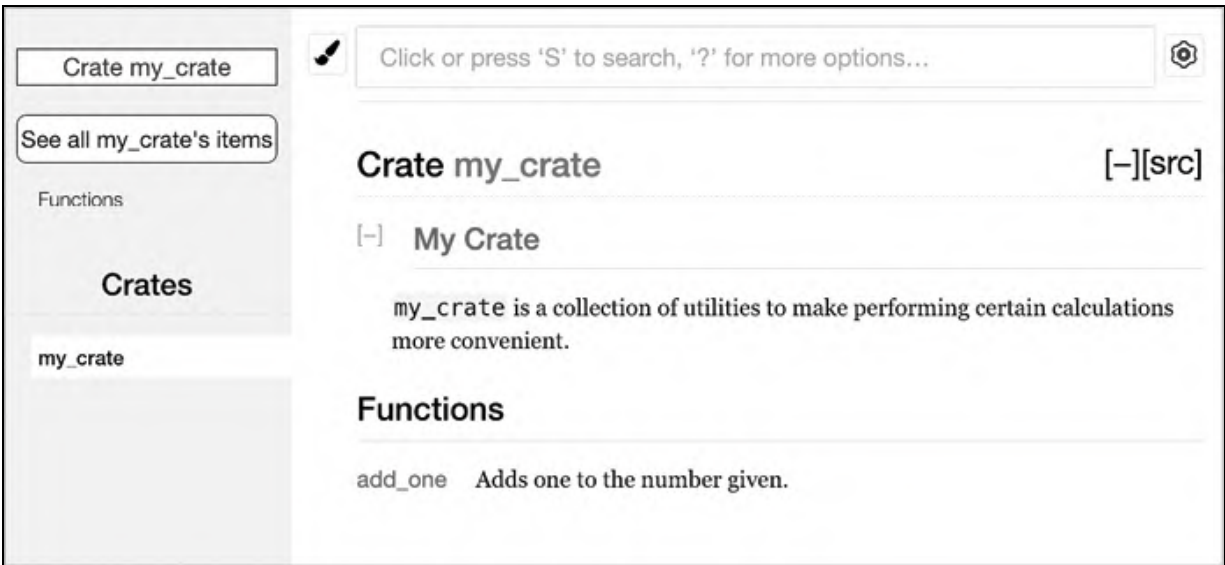 Crate my_crate
See all my_crate's items
Functions
Crates
my_crate
Click or press ‘S’ to search, ‘?’ for more options…
Crate my_crate [–][src]
[–] My Crate
my_crate is a collection of utilities to make performing certain calculations
more convenient.
Functions
add_one Adds one to the number given.